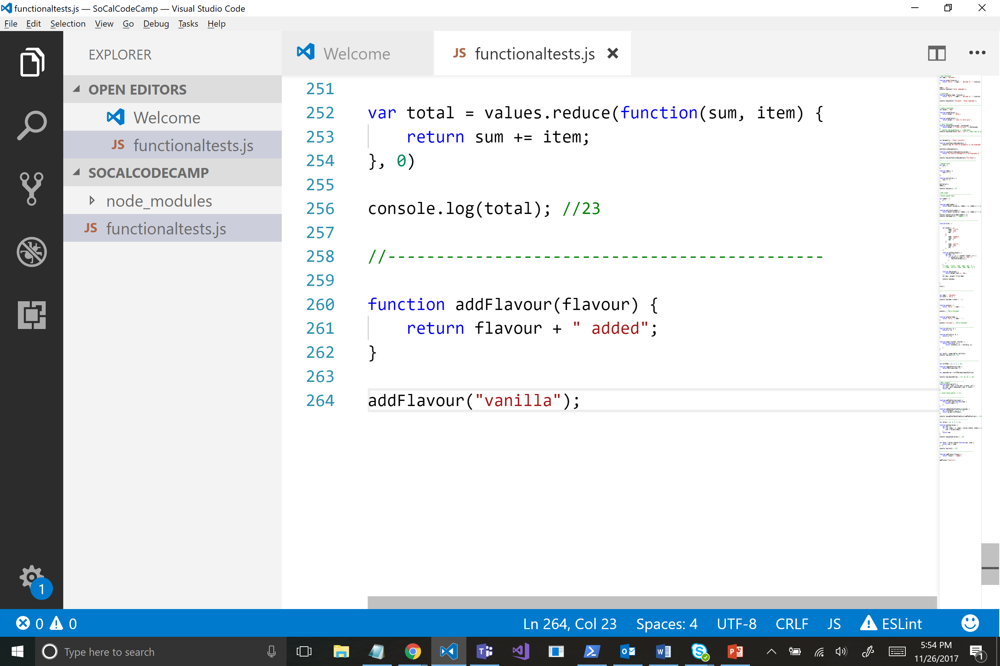 functionaltests.js — SoCalCodeCamp — Visual Studio Code
File Edit Selection View Go Debug Tasks Help
EXPLORER
OPEN EDITORS
Welcome
JS functionaltests.js
SOCALCODECAMP
node_modules
JS functionaltests.js
1
Welcome
JS functionaltests.js
251
252 var total = values.reduce(function(sum, item) {
253 return sum += item;
254 }, 0)
255
256 console.log(total); //23
257
258 //---------------------------------------------
259
260 function addFlavour(flavour) {
261 return flavour + " added";
262 }
263
264 addFlavour("vanilla");
0 0 Ln 264, Col 23 Spaces: 4 UTF-8 CRLF JS ESLint
Type here to search
5:54 PM
11/26/2017
1